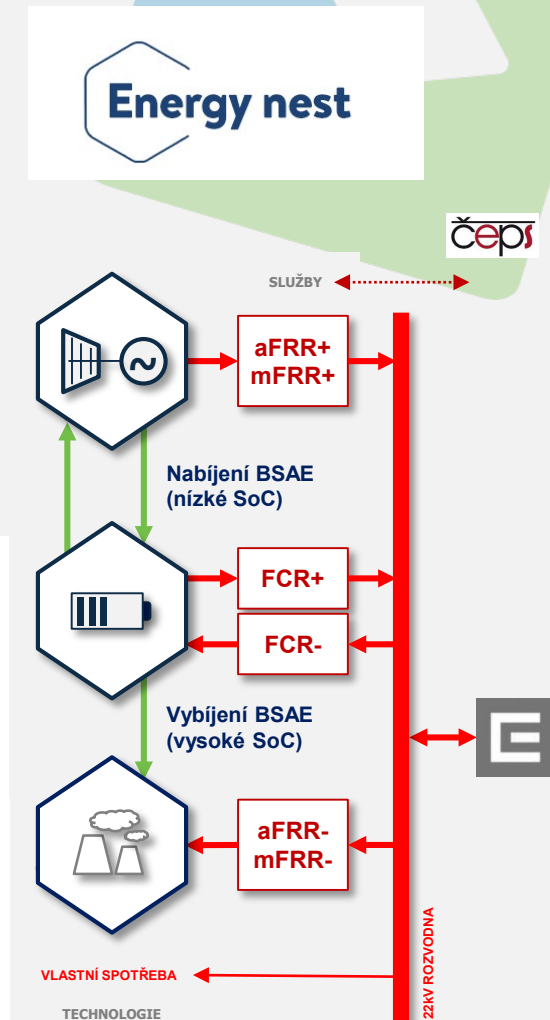 Energy nest
čeps
SLUŽBY
aFRR+
mFRR+
Nabíjení BSAE
(nízké SoC)
FCR+
FCR-
Vybíjení BSAE
(vysoké SoC)
aFRR-
mFRR-
VLASTNÍ SPOTŘEBA
22kV ROZVODNA
TECHNOLOGIE